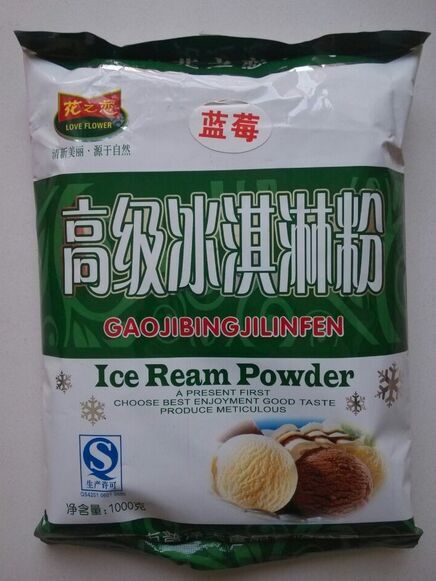 花之恋
LOVE FLOWER
清新美丽·源于自然
蓝莓
高级冰淇淋粉
GAOJIBINGJILINFEN
Ice Ream Powder
A PRESENT FIRST
CHOOSE BEST ENJOYMENT GOOD TASTE
PRODUCE METICULOUS
生产许可
净含量:1000克